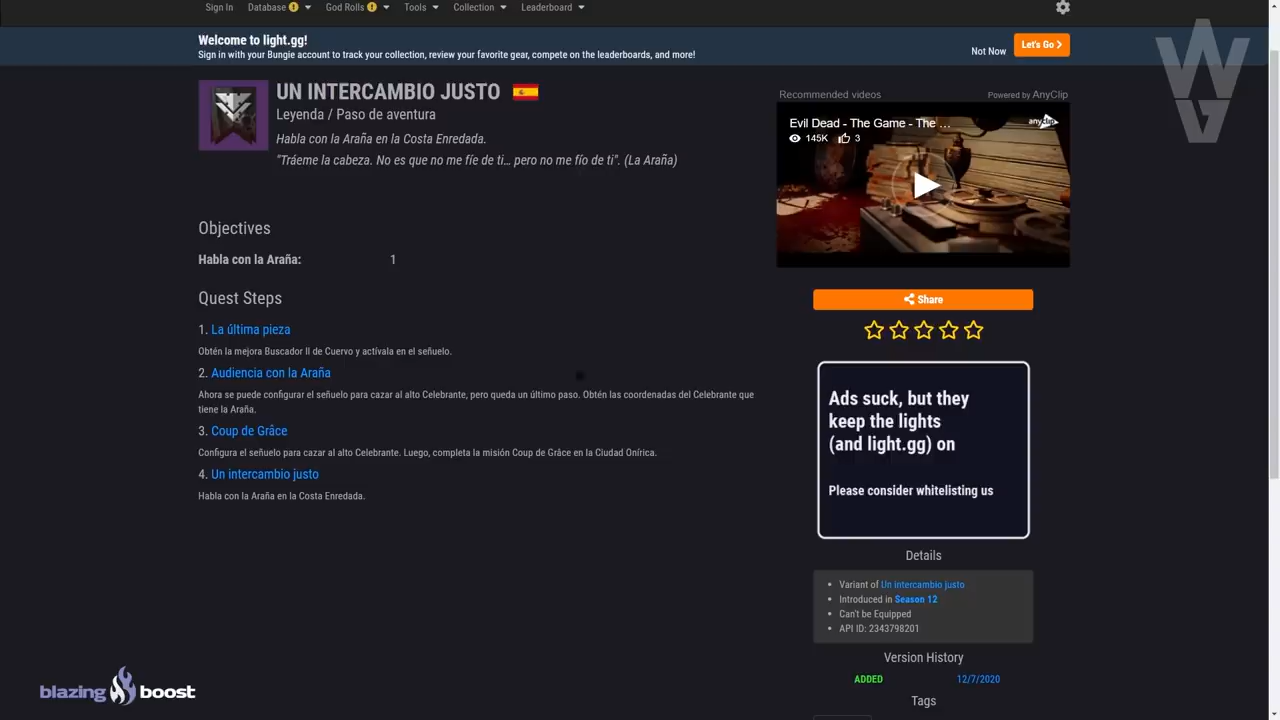 Sign In Database God Rolls Tools Collection Leaderboard
Welcome to light.gg!
Sign in with your Bungie account to track your collection, review your favorite gear, compete on the leaderboards, and more!
Not Now Let's Go >
WG
UN INTERCAMBIO JUSTO
Leyenda / Paso de aventura
Habla con la Araña en la Costa Enredada.
"Tráeme la cabeza. No es que no me fíe de ti... pero no me fío de ti". (La Araña)
Objectives
Habla con la Araña: 1
Quest Steps
1. La última pieza
Obtén la mejora Buscador II de Cuervo y actívala en el señuelo.
2. Audiencia con la Araña
Ahora se puede configurar el señuelo para cazar al alto Celebrante, pero queda un último paso. Obtén las coordenadas del Celebrante que
tiene la Araña.
3. Coup de Grâce
Configura el señuelo para cazar al alto Celebrante. Luego, completa la misión Coup de Grâce en la Ciudad Onírica.
4. Un intercambio justo
Habla con la Araña en la Costa Enredada.
Recommended videos Powered by AnyClip
Evil Dead - The Game - The ...
anyclip
145K 3
Share
Ads suck, but they
keep the lights
(and light.gg) on
Please consider whitelisting us
Details
Variant of Un intercambio justo
Introduced in Season 12
Can't be Equipped
API ID: 2343798201
Version History
ADDED 12/7/2020
Tags
blazing boost